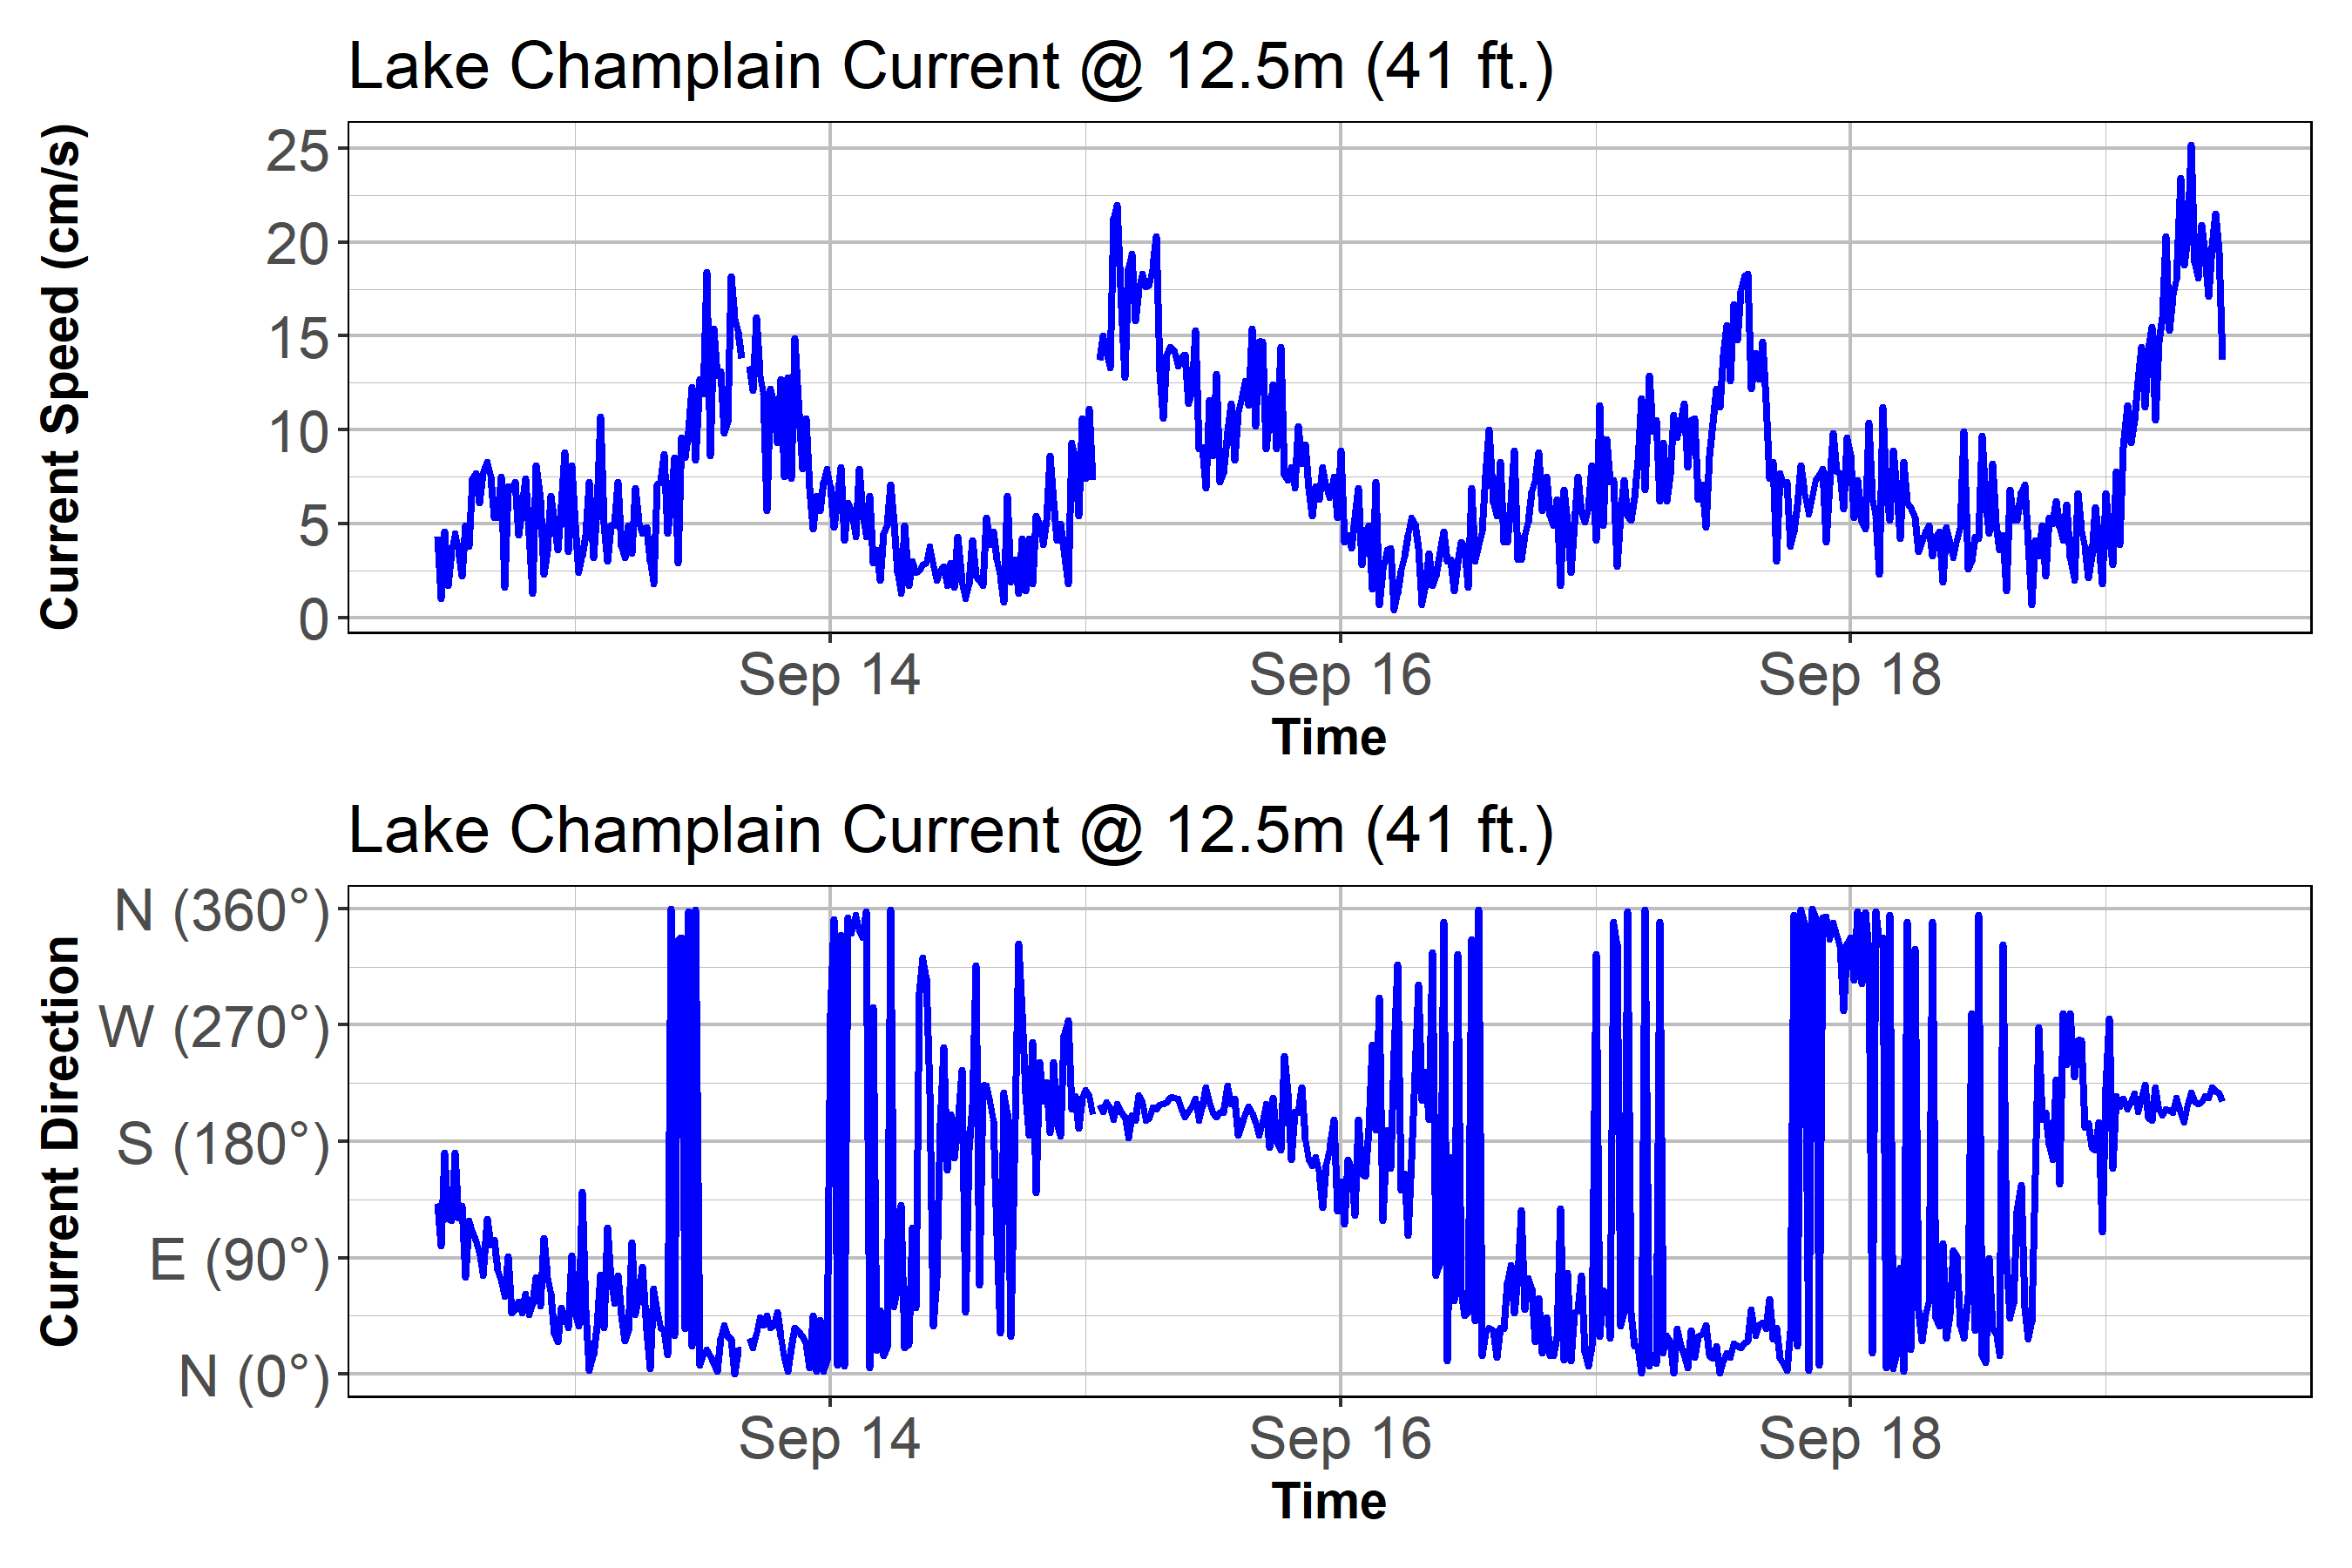 Lake Champlain Current @ 12.5m (41 ft.)
Current Speed (cm/s)
25
20
15
10
5
0
Sep 14
Sep 16
Sep 18
Time
Lake Champlain Current @ 12.5m (41 ft.)
Current Direction
N (360°)
W (270°)
S (180°)
E (90°)
N (0°)
Sep 14
Sep 16
Sep 18
Time